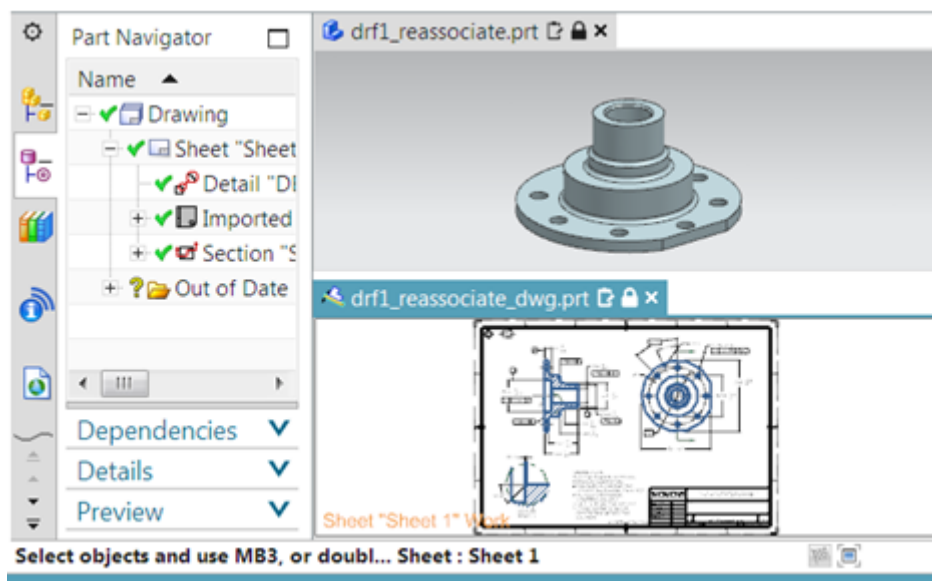 Part Navigator
Name
Drawing
Sheet "Sheet
Detail "D
Imported
Section "S
Out of Date
Dependencies
Details
Preview
drf1_reassociate.prt
drf1_reassociate_dwg.prt
Sheet "Sheet 1" Work
Select objects and use MB3, or doubl... Sheet : Sheet 1